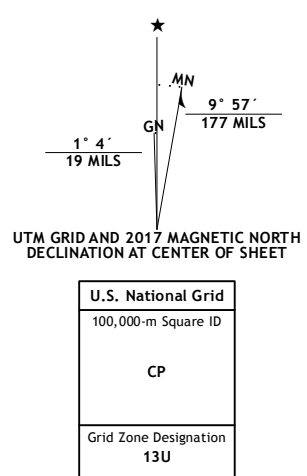 ★
MN
9° 57´
177 MILS
GN
1° 4´
19 MILS
UTM GRID AND 2017 MAGNETIC NORTH
DECLINATION AT CENTER OF SHEET
U.S. National Grid
100,000-m Square ID
CP
Grid Zone Designation
13U